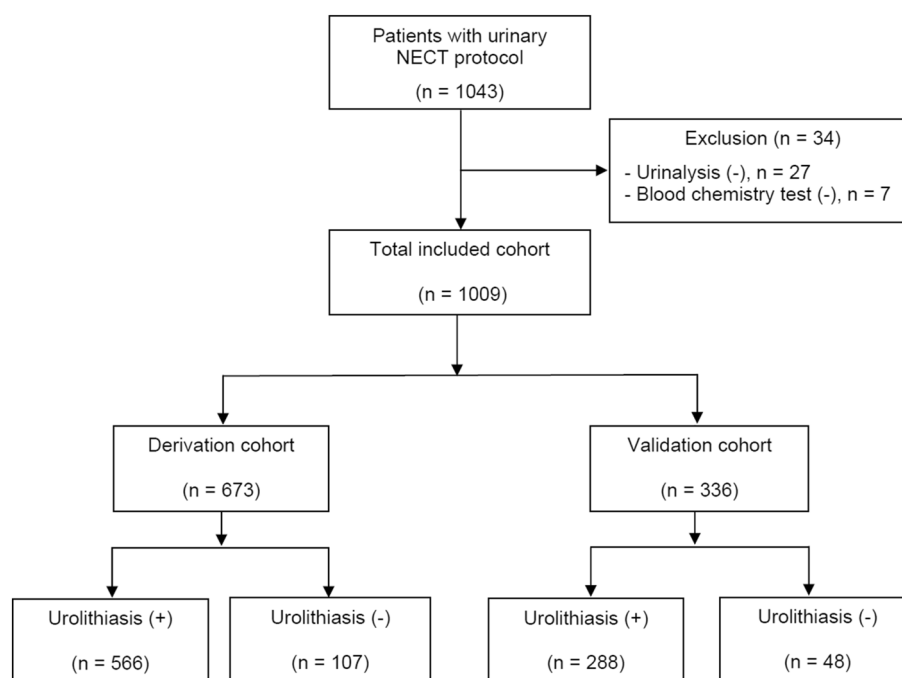 Patients with urinary
NECT protocol
(n = 1043)
Exclusion (n = 34)
- Urinalysis (-), n = 27
- Blood chemistry test (-), n = 7
Total included cohort
(n = 1009)
Derivation cohort
(n = 673)
Validation cohort
(n = 336)
Urolithiasis (+)
(n = 566)
Urolithiasis (-)
(n = 107)
Urolithiasis (+)
(n = 288)
Urolithiasis (-)
(n = 48)